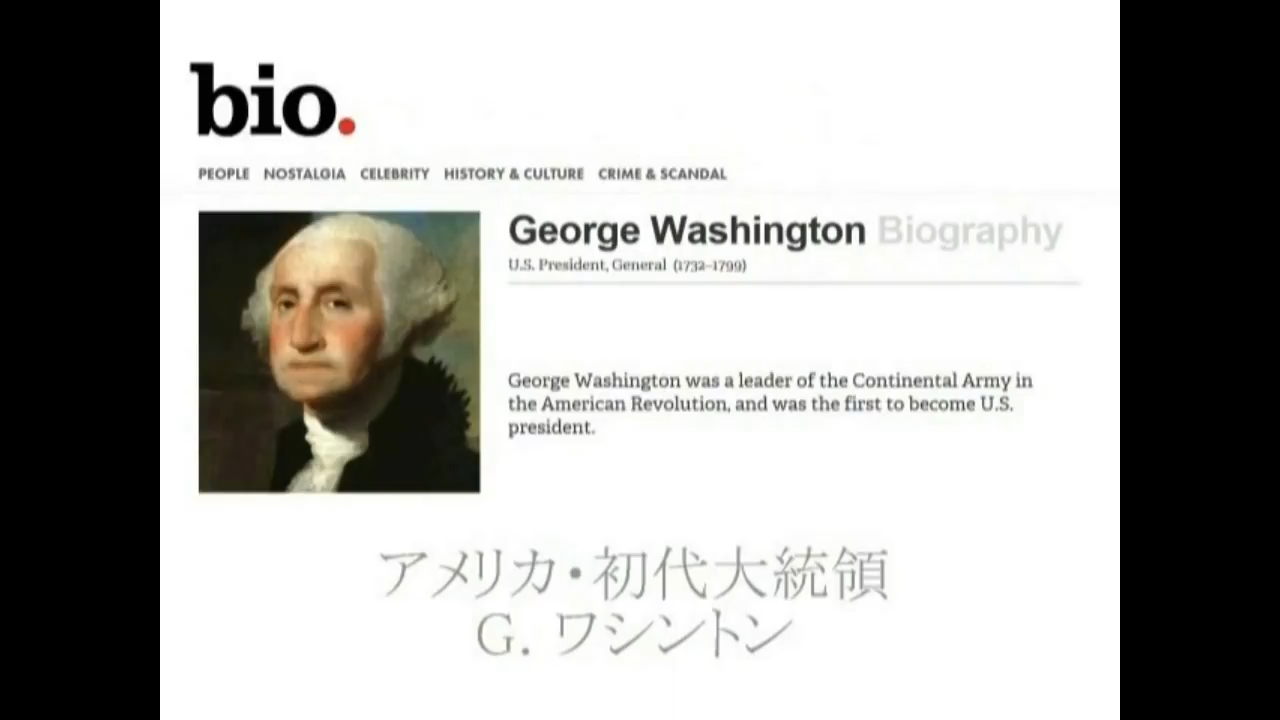 bio.
PEOPLE NOSTALGIA CELEBRITY HISTORY & CULTURE CRIME & SCANDAL
George Washington Biography
U.S. President, General (1732–1799)
George Washington was a leader of the Continental Army in
the American Revolution, and was the first to become U.S.
president.
アメリカ・初代大統領
G. ワシントン